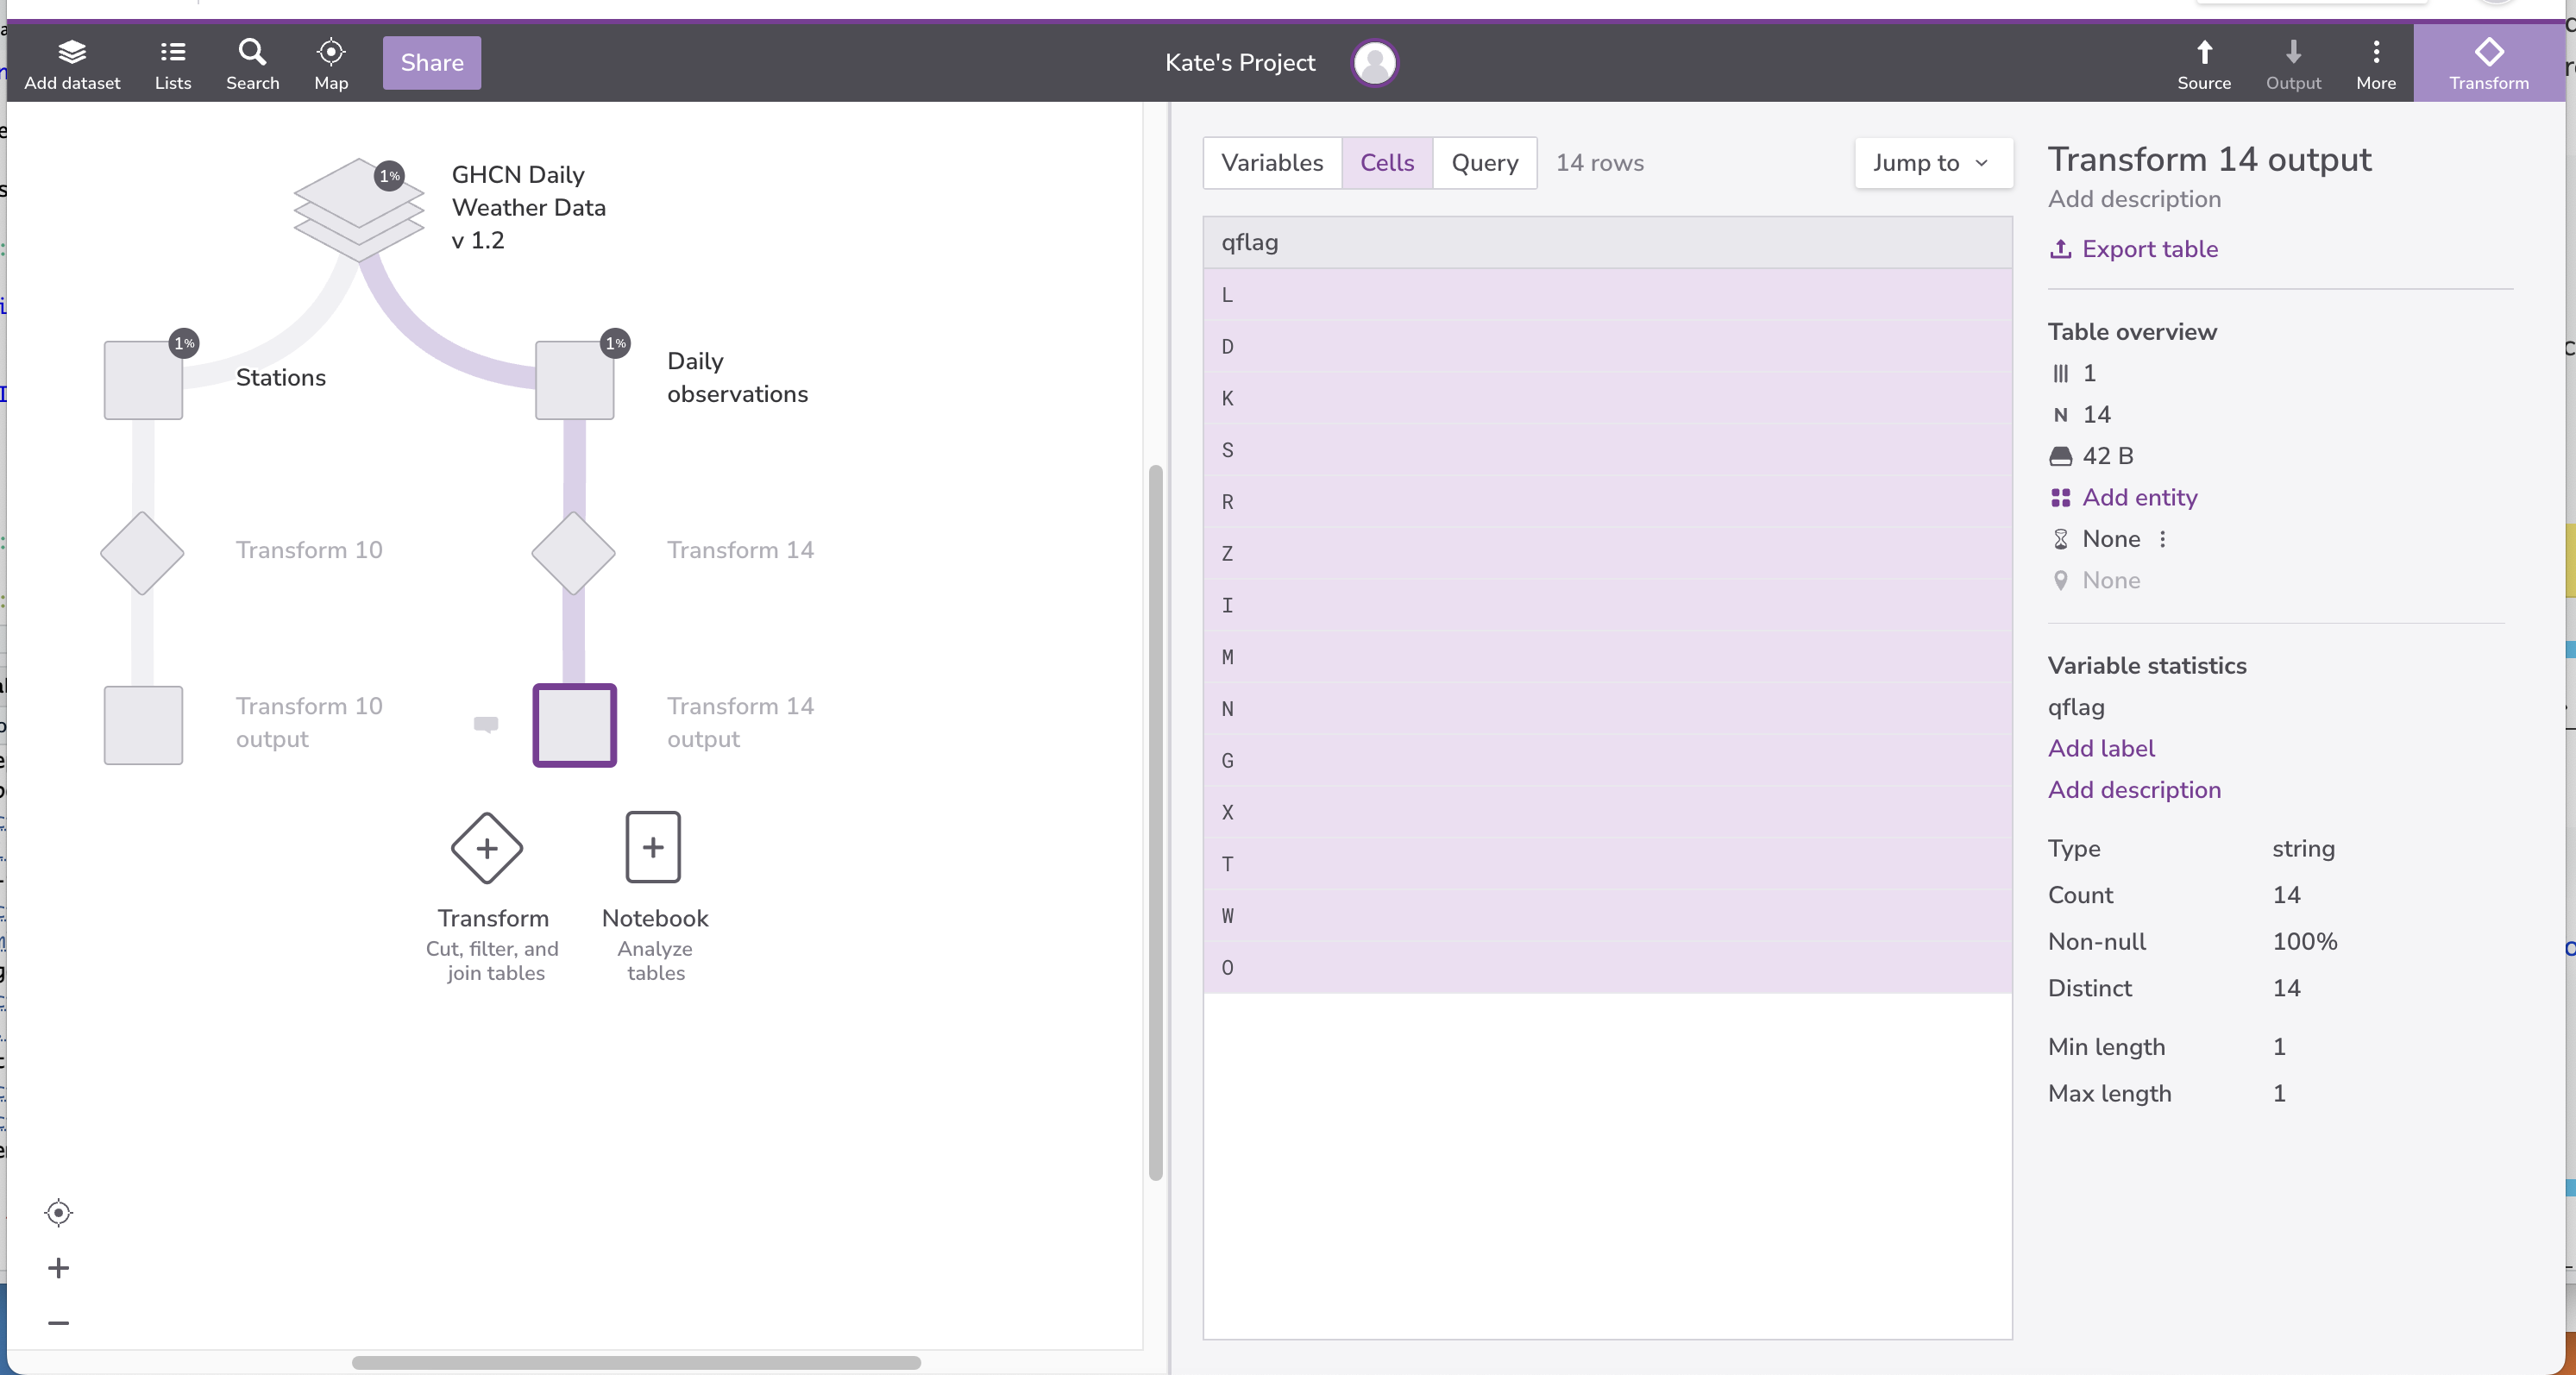 Add dataset
Lists
Search
Map
Share
Kate's Project
Source
Output
More
Transform
1%
GHCN Daily
Weather Data
v 1.2
1%
Stations
1%
Daily
observations
Transform 10
Transform 14
Transform 10
output
Transform 14
output
Transform
Cut, filter, and
join tables
Notebook
Analyze
tables
Variables
Cells
Query
14 rows
Jump to
qflag
L
D
K
S
R
Z
I
M
N
G
X
T
W
O
Transform 14 output
Add description
Export table
Table overview
1
N 14
42 B
Add entity
None
None
Variable statistics
qflag
Add label
Add description
Type string
Count 14
Non-null 100%
Distinct 14
Min length 1
Max length 1